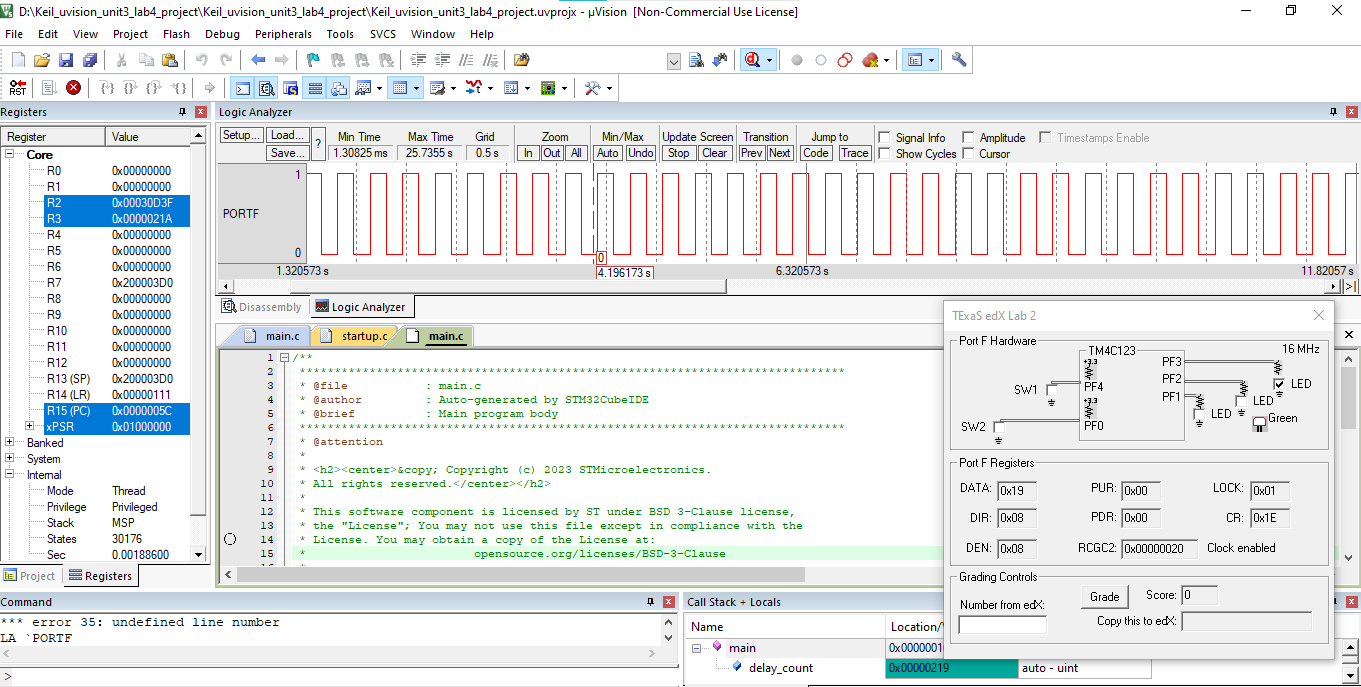 D:\Keil_uvision_unit3_lab4_project\Keil_uvision_unit3_lab4_project\Keil_uvision_unit3_lab4_project.uvprojx - µVision [Non-Commercial Use License]
File Edit View Project Flash Debug Peripherals Tools SVCS Window Help
RST
Registers
Register Value
Core
R0 0x00000000
R1 0x00000000
R2 0x00030D3F
R3 0x0000021A
R4 0x00000000
R5 0x00000000
R6 0x00000000
R7 0x200003D0
R8 0x00000000
R9 0x00000000
R10 0x00000000
R11 0x00000000
R12 0x00000000
R13 (SP) 0x200003D0
R14 (LR) 0x00000111
R15 (PC) 0x0000005C
xPSR 0x01000000
Banked
System
Internal
Mode Thread
Privilege Privileged
Stack MSP
States 30176
Sec 0.00188600
Project Registers
Logic Analyzer
Setup... Load... ? Min Time Max Time Grid Zoom Min/Max Update Screen Transition Jump to Signal Info Amplitude Timestamps Enable
Save... 1.30825 ms 25.7355 s 0.5 s In Out All Auto Undo Stop Clear Prev Next Code Trace Show Cycles Cursor
1
PORTF
0
0
1.320573 s 4.196173 s 6.320573 s 11.82057 s
Disassembly Logic Analyzer
main.c startup.c main.c
1 /**
2 ******************************************************************************
3 * @file : main.c
4 * @author : Auto-generated by STM32CubeIDE
5 * @brief : Main program body
6 ******************************************************************************
7 * @attention
8 *
9 * <h2><center>&copy; Copyright (c) 2023 STMicroelectronics.
10 * All rights reserved.</center></h2>
11 *
12 * This software component is licensed by ST under BSD 3-Clause license,
13 * the "License"; You may not use this file except in compliance with the
14 * License. You may obtain a copy of the License at:
15 * opensource.org/licenses/BSD-3-Clause
TExaS edX Lab 2
Port F Hardware
TM4C123 16 MHz
+3.3 PF3
SW1 PF4 PF2 LED
+3.3 PF1 LED
SW2 PF0 LED Green
Port F Registers
DATA: 0x19 PUR: 0x00 LOCK: 0x01
DIR: 0x08 PDR: 0x00 CR: 0x1E
DEN: 0x08 RCGC2: 0x00000020 Clock enabled
Grading Controls
Number from edX: Grade Score: 0
Copy this to edX:
Command
*** error 35: undefined line number
LA `PORTF
>
Call Stack + Locals
Name Location/
main
delay_count 0x00000219 auto - uint